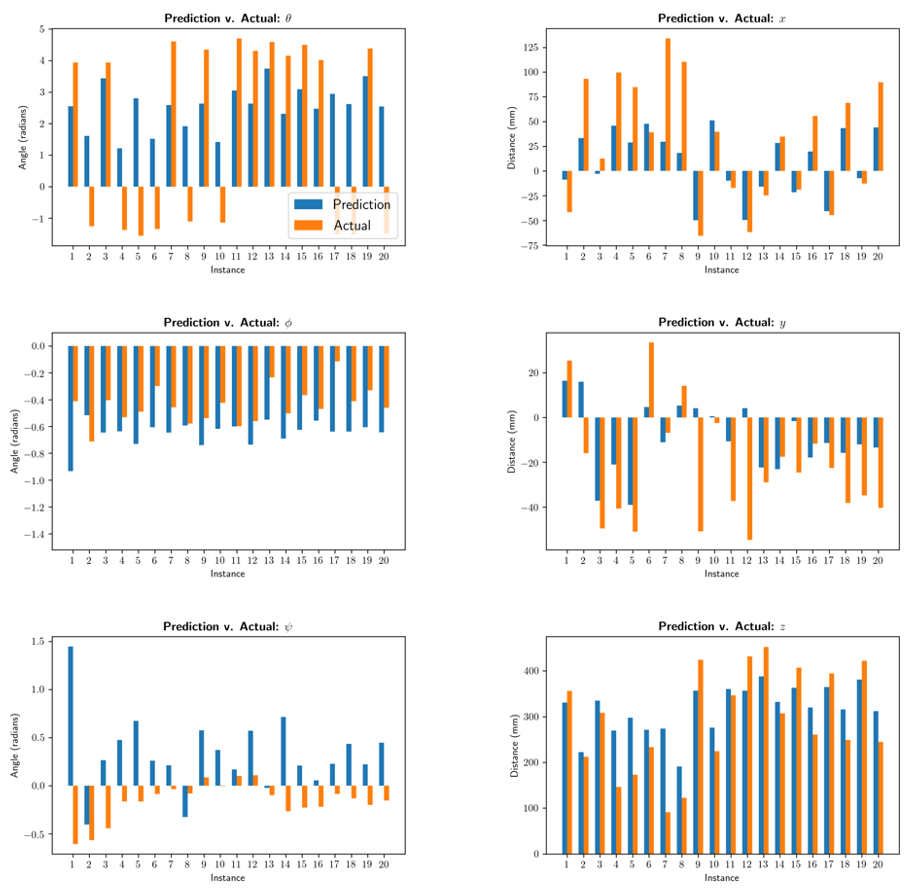 Prediction v. Actual: θ
5
4
3
2
1
0
−1
Angle (radians)
Prediction
Actual
1 2 3 4 5 6 7 8 9 10 11 12 13 14 15 16 17 18 19 20
Instance
Prediction v. Actual: x
125
100
75
50
25
0
−25
−50
−75
Distance (mm)
1 2 3 4 5 6 7 8 9 10 11 12 13 14 15 16 17 18 19 20
Instance
Prediction v. Actual: ϕ
0.0
−0.2
−0.4
−0.6
−0.8
−1.0
−1.2
−1.4
Angle (radians)
1 2 3 4 5 6 7 8 9 10 11 12 13 14 15 16 17 18 19 20
Instance
Prediction v. Actual: y
20
0
−20
−40
Distance (mm)
1 2 3 4 5 6 7 8 9 10 11 12 13 14 15 16 17 18 19 20
Instance
Prediction v. Actual: ψ
1.5
1.0
0.5
0.0
−0.5
Angle (radians)
1 2 3 4 5 6 7 8 9 10 11 12 13 14 15 16 17 18 19 20
Instance
Prediction v. Actual: z
400
300
200
100
0
Distance (mm)
1 2 3 4 5 6 7 8 9 10 11 12 13 14 15 16 17 18 19 20
Instance